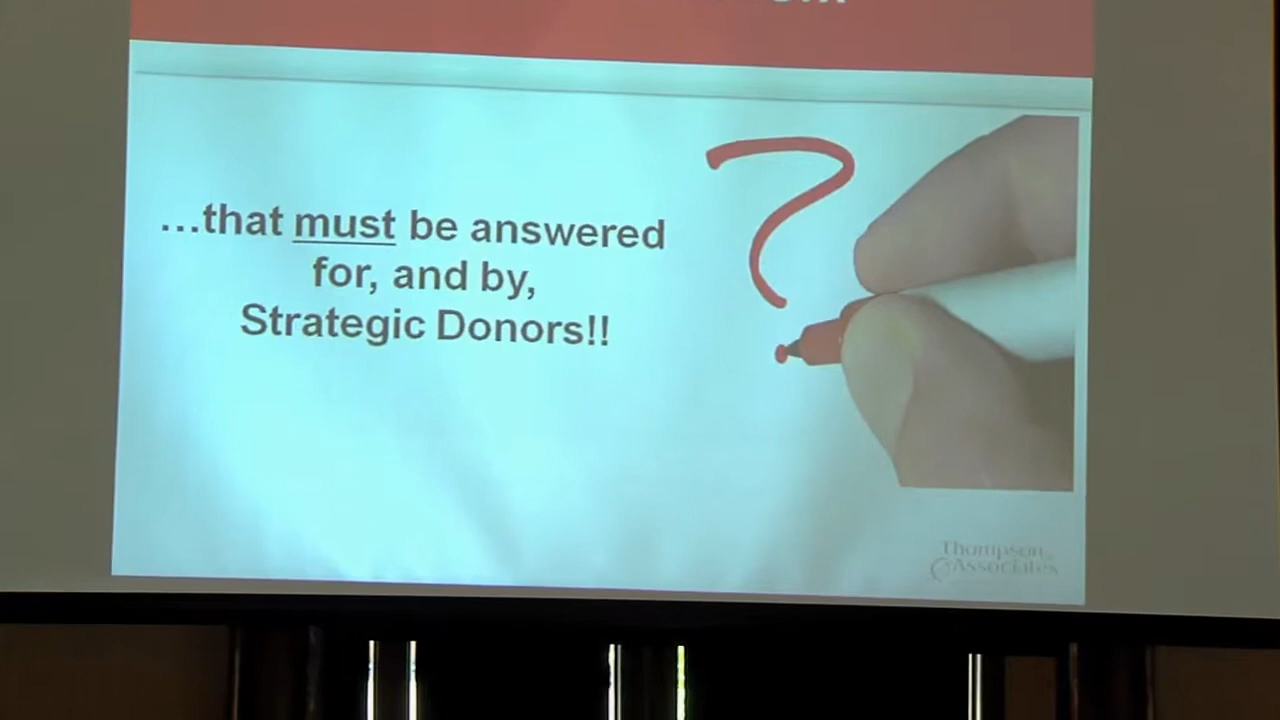 ...that must be answered
for, and by,
Strategic Donors!!
?
Thompson
& Associates